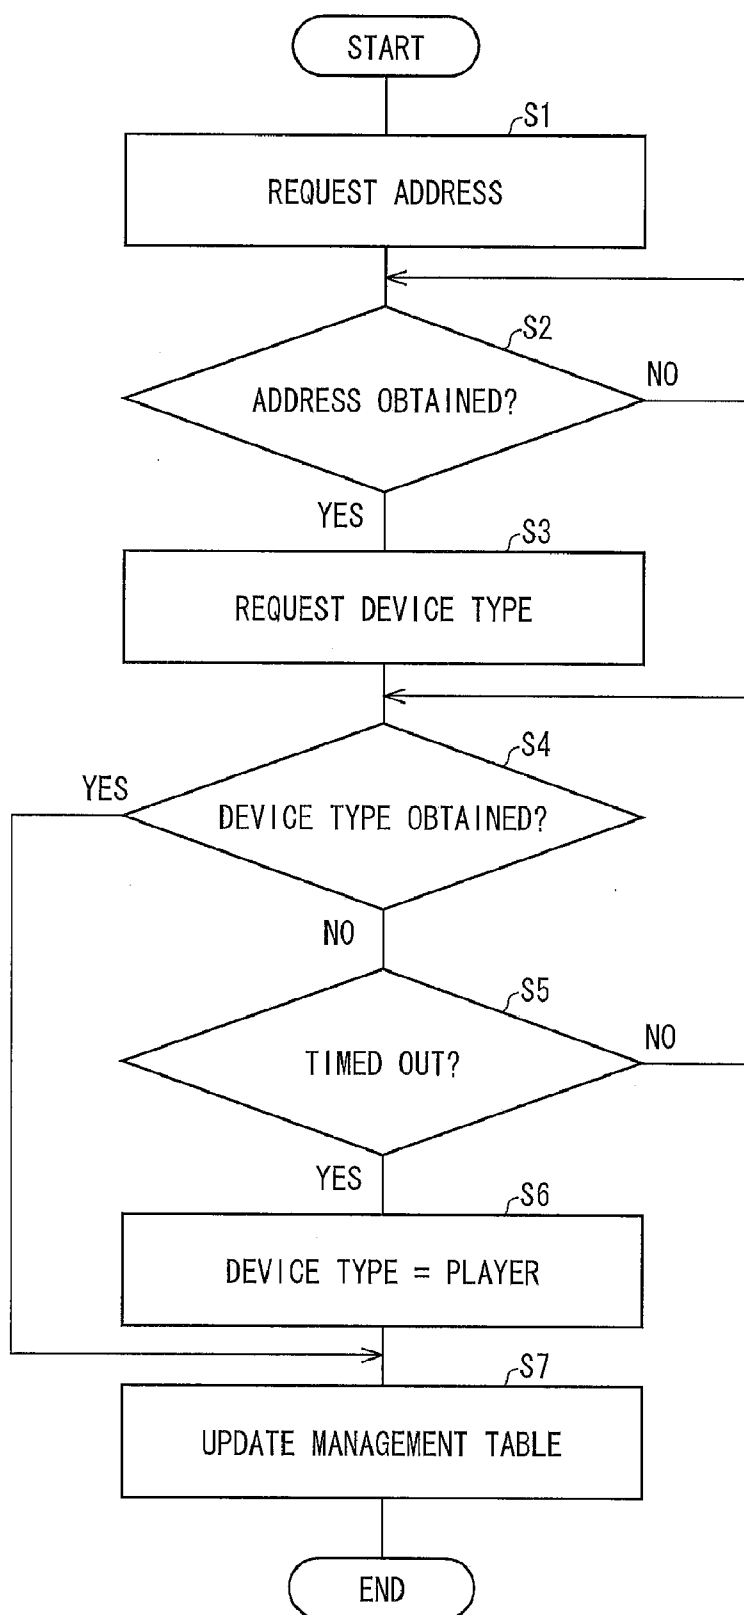 START
S1
REQUEST ADDRESS
S2
ADDRESS OBTAINED?
NO
YES
S3
REQUEST DEVICE TYPE
S4
YES
DEVICE TYPE OBTAINED?
NO
S5
TIMED OUT?
NO
YES
S6
DEVICE TYPE = PLAYER
S7
UPDATE MANAGEMENT TABLE
END